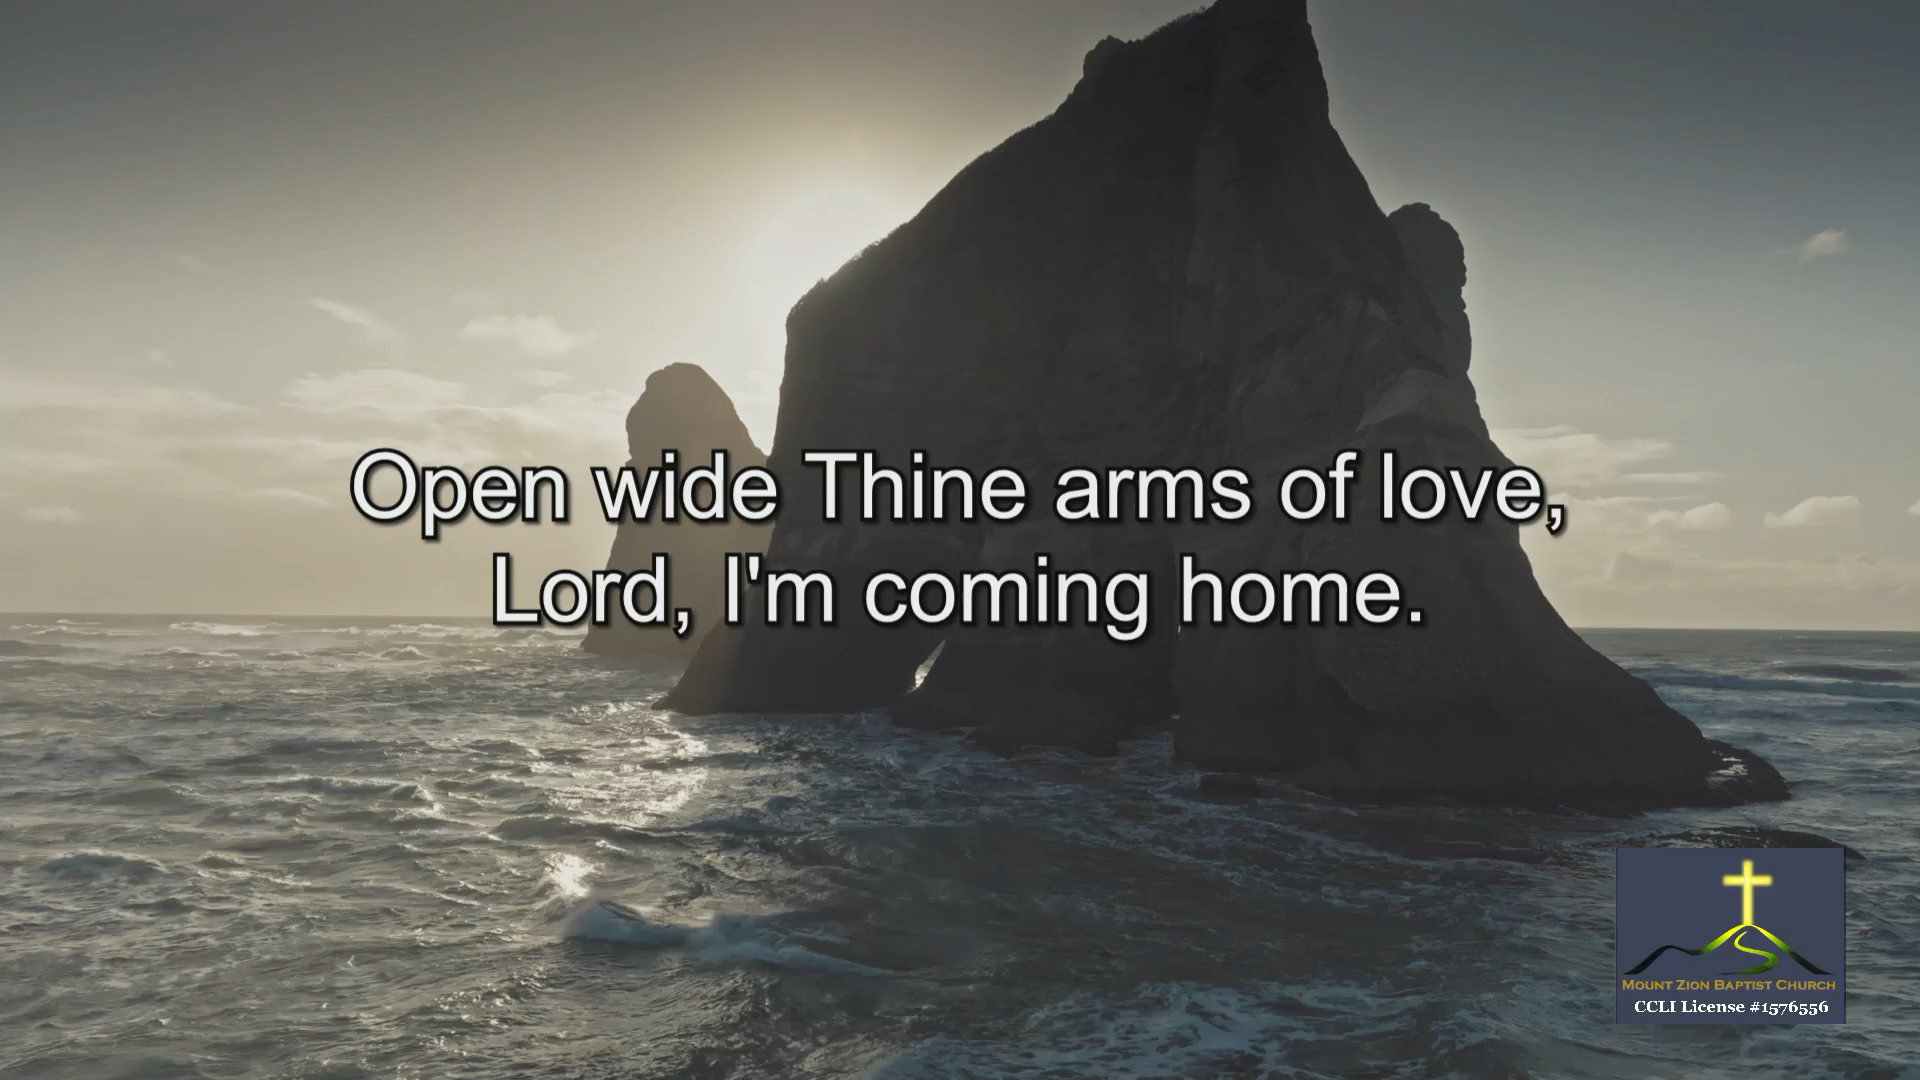 Open wide Thine arms of love,
Lord, I'm coming home.
Mount Zion Baptist Church
CCLI License #1576556